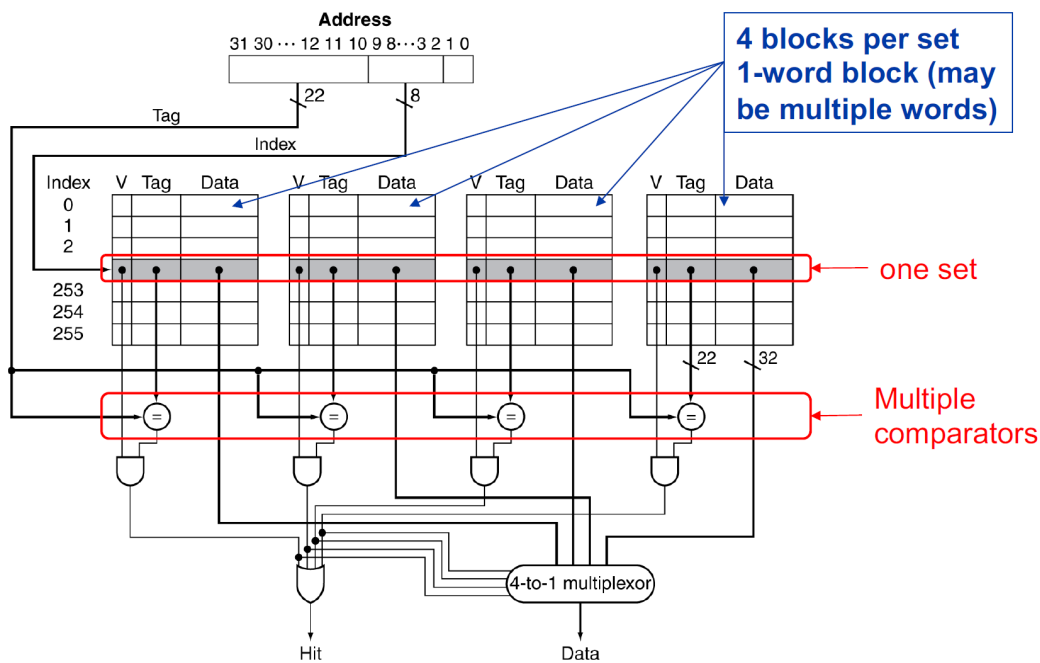 Address
31 30 ··· 12 11 10 9 8···3 2 1 0
4 blocks per set
1-word block (may
be multiple words)
22
8
Tag
Index
Index
V Tag Data
V Tag Data
V Tag Data
V Tag Data
0
1
2
one set
253
254
255
22
32
=
=
=
=
Multiple
comparators
4-to-1 multiplexor
Hit
Data